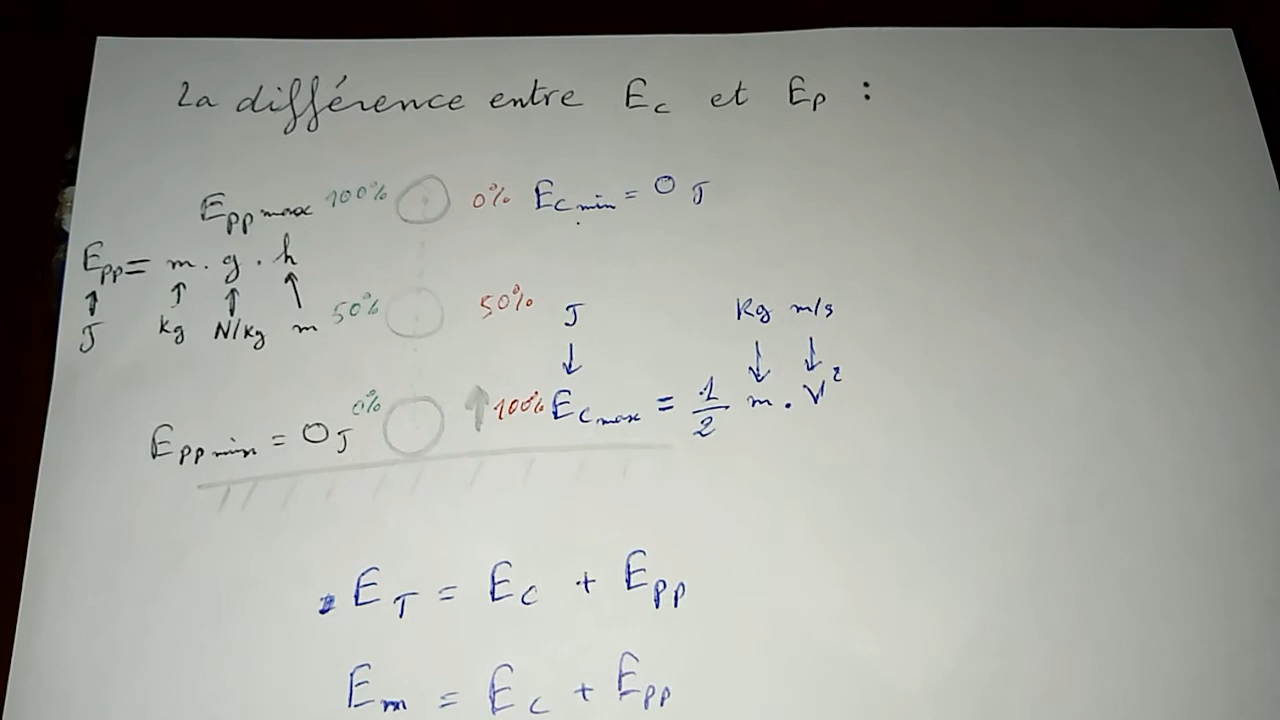 La différence entre Ec et Ep :
Epp max 100% 0% Ec min = 0 J
Epp = m . g . h
J kg N/kg m 50% 50% J Kg m/s
0% 100% Ec max = 1/2 m . V²
Epp min = 0 J
ET = Ec + Epp
Em = Ec + Epp